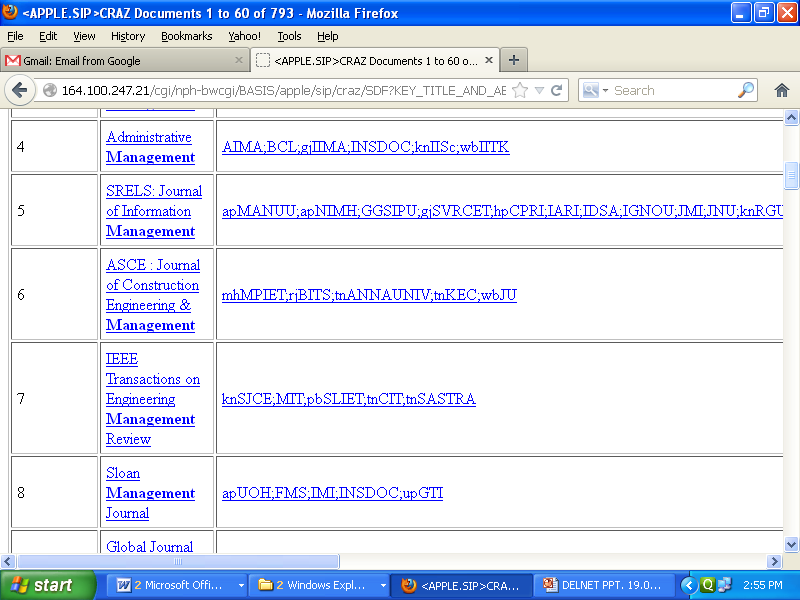 <APPLE.SIP>CRAZ Documents 1 to 60 of 793 - Mozilla Firefox
File Edit View History Bookmarks Yahoo! Tools Help
Gmail: Email from Google
<APPLE.SIP>CRAZ Documents 1 to 60 o...
164.100.247.21/cgi/nph-bwcgi/BASIS/apple/sip/craz/SDF?KEY_TITLE_AND_AE
Search
4
Administrative
Management
AIMA;BCL;gjIIMA;INSDOC;knIISc;wbIITK
5
SRELS: Journal
of Information
Management
apMANUU;apNIMH;GGSIPU;gjSVRCET;hpCPRI;IARI;IDSA;IGNOU;JMI;JNU;knRGU
6
ASCE : Journal
of Construction
Engineering &
Management
mhMPIET;rjBITS;tnANNAUNIV;tnKEC;wbJU
7
IEEE
Transactions on
Engineering
Management
Review
knSJCE;MIT;pbSLIET;tnCIT;tnSASTRA
8
Sloan
Management
Journal
apUOH;FMS;IMI;INSDOC;upGTI
Global Journal
start
2 Microsoft Offi...
2 Windows Expl...
<APPLE.SIP>CRA...
DELNET PPT. 19.0...
2:55 PM